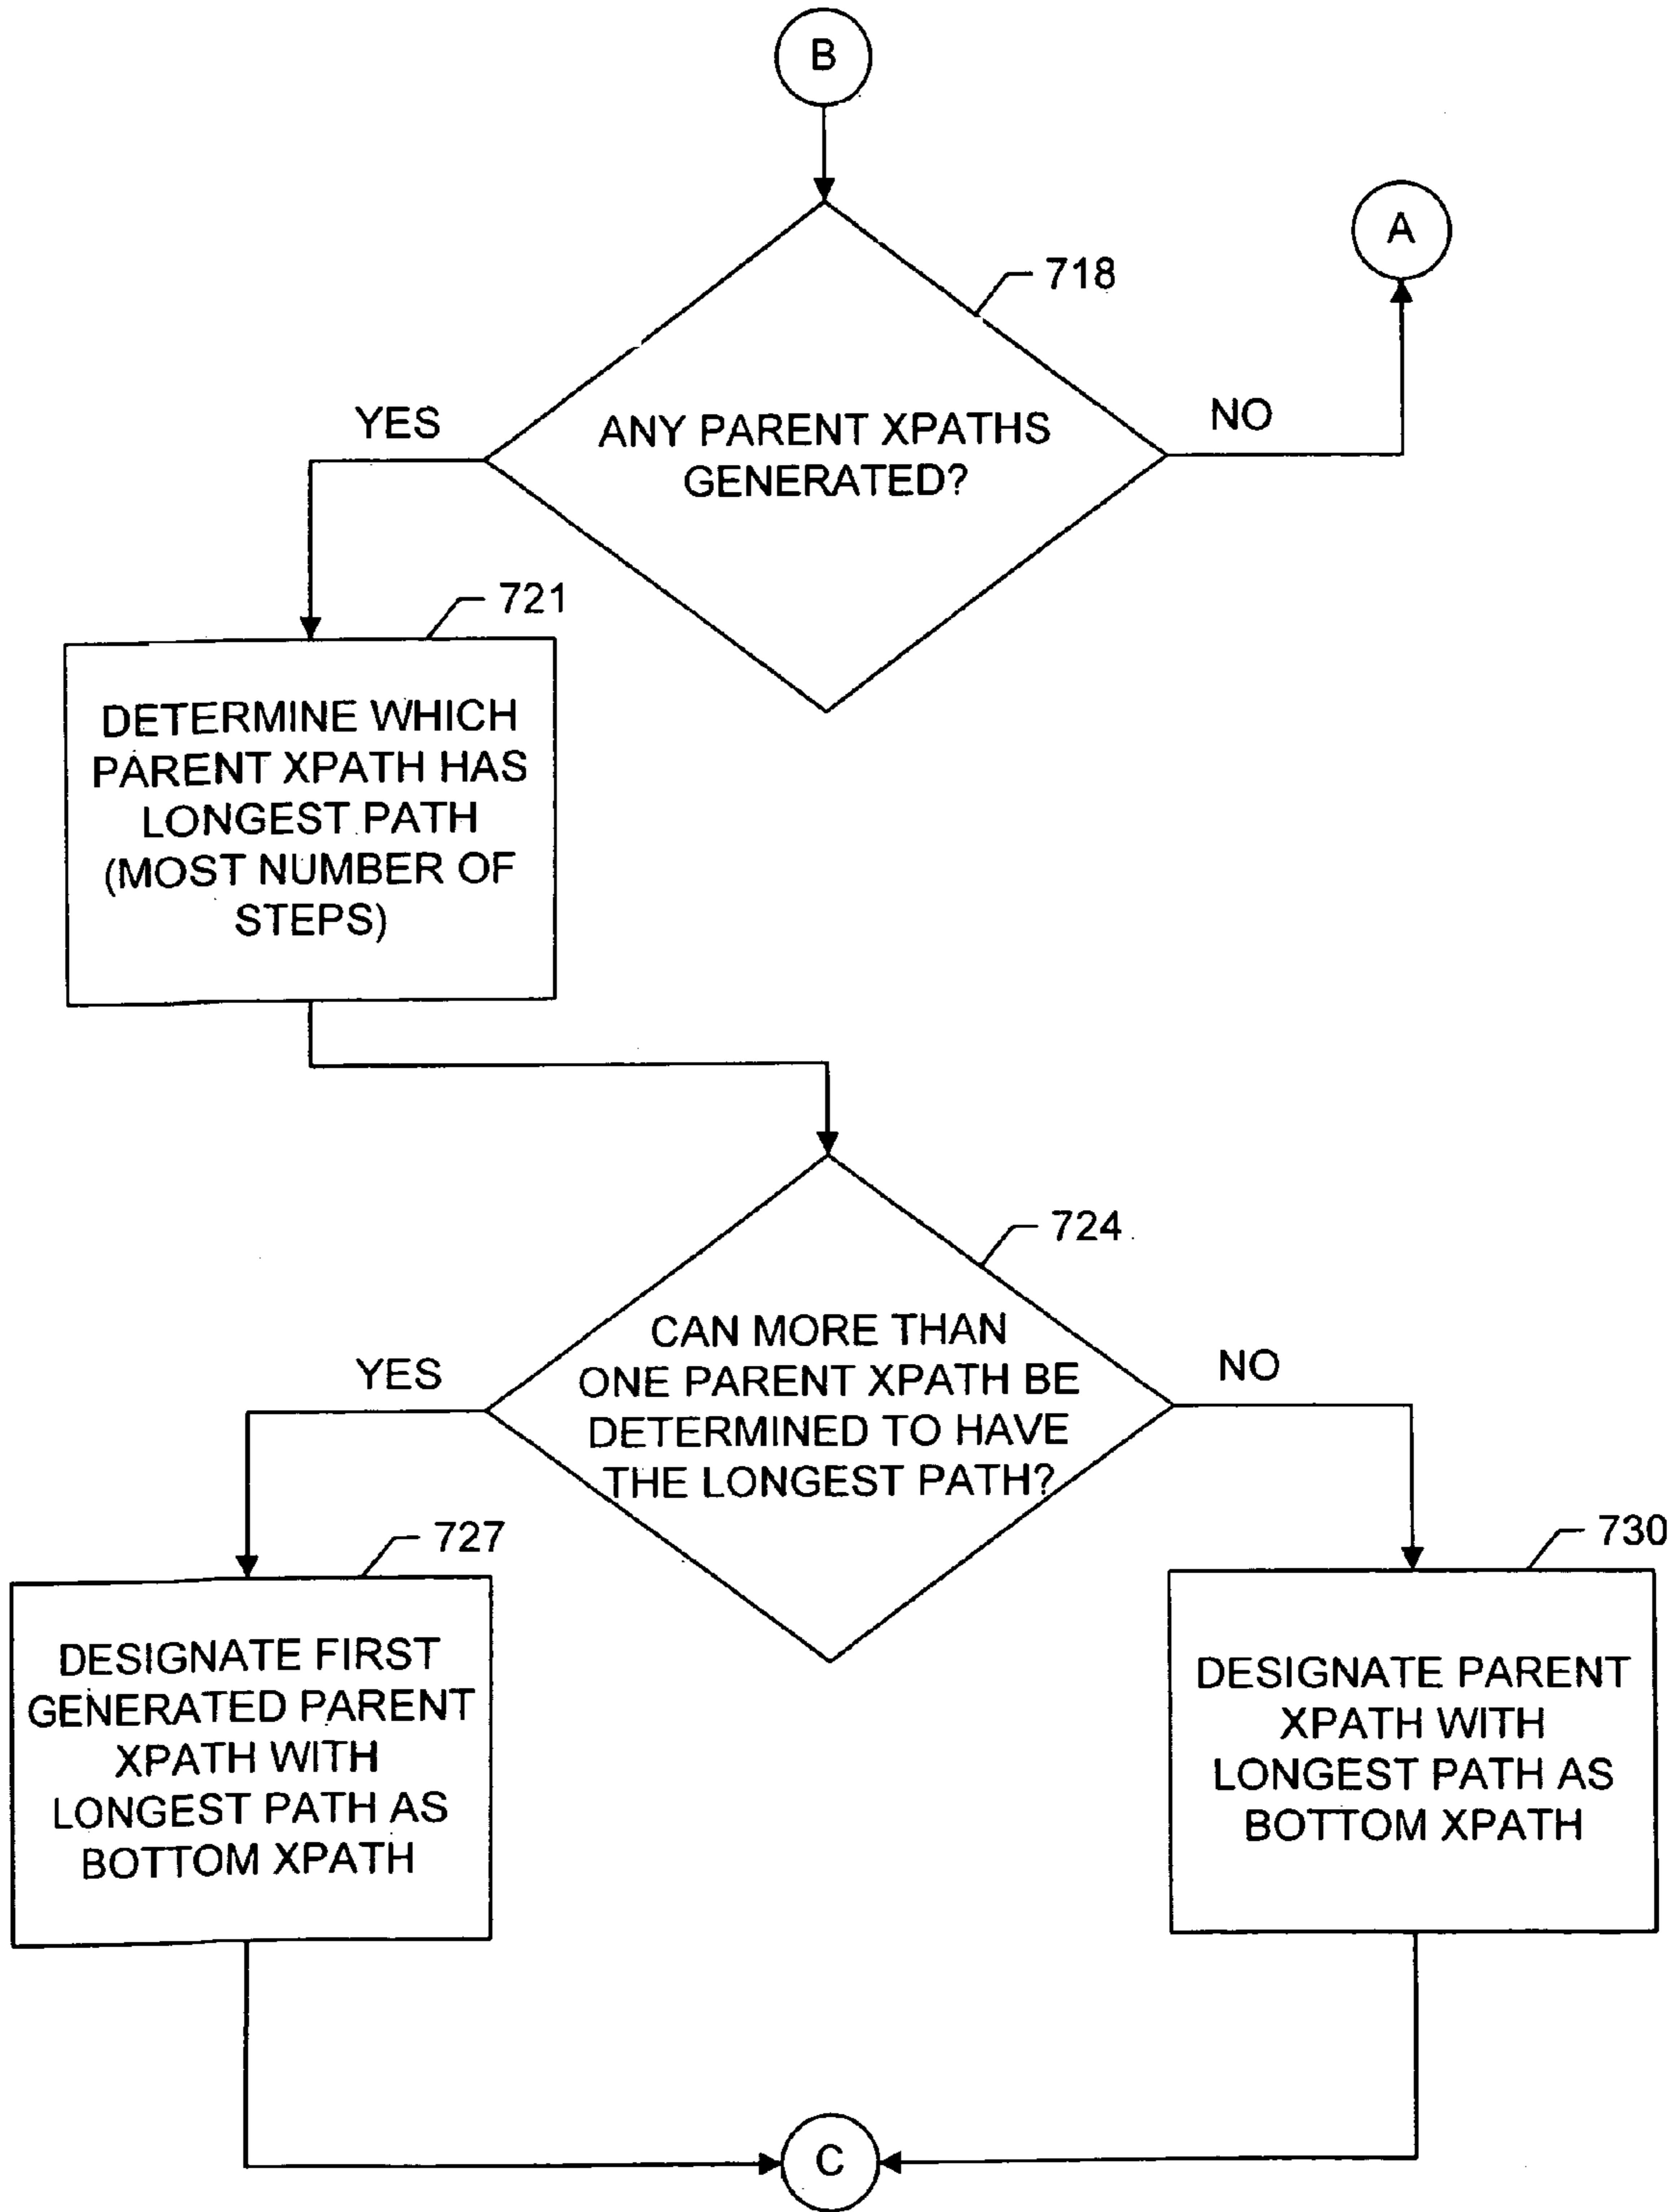 B
A
718
YES
ANY PARENT XPATHS
GENERATED?
NO
721
DETERMINE WHICH
PARENT XPATH HAS
LONGEST PATH
(MOST NUMBER OF
STEPS)
724
YES
CAN MORE THAN
ONE PARENT XPATH BE
DETERMINED TO HAVE
THE LONGEST PATH?
NO
727
DESIGNATE FIRST
GENERATED PARENT
XPATH WITH
LONGEST PATH AS
BOTTOM XPATH
730
DESIGNATE PARENT
XPATH WITH
LONGEST PATH AS
BOTTOM XPATH
C